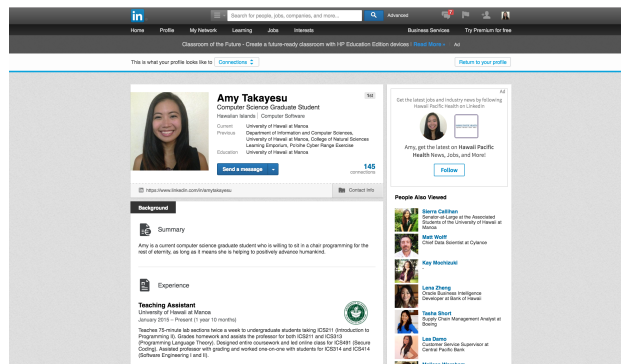 in
Search for people, jobs, companies, and more...
Advanced
Home Profile My Network Learning Jobs Interests Business Services Try Premium for free
Classroom of the Future - Create a future-ready classroom with HP Education Edition devices | Read More » Ad
This is what your profile looks like to Connections Return to your profile
Amy Takayesu 1st
Computer Science Graduate Student
Hawaiian Islands | Computer Software
Current University of Hawaii at Manoa
Previous Department of Information and Computer Sciences,
University of Hawaii at Manoa, College of Natural Sciences
Learning Emporium, Poliahe Cyber Range Exercise
Education University of Hawaii at Manoa
Send a message
145
connections
https://www.linkedin.com/in/amytakayesu
Contact Info
Background
Summary
Amy is a current computer science graduate student who is willing to sit in a chair programming for the
rest of eternity, as long as it means she is helping to positively advance humankind.
Experience
Teaching Assistant
University of Hawaii at Manoa
January 2015 – Present (1 year 10 months)
Teaches 75-minute lab sections twice a week to undergraduate students taking ICS211 (Introduction to
Programming II). Grades homework and assists the professor for both ICS211 and ICS313
(Programming Language Theory). Designed entire coursework and led online class for ICS491 (Secure
Coding). Assisted professor with grading and worked one-on-one with students for ICS314 and ICS414
(Software Engineering I and II).
Ad
Get the latest jobs and industry news by following
Hawaii Pacific Health on LinkedIn
Amy, get the latest on Hawaii Pacific
Health News, Jobs, and More!
Follow
People Also Viewed
Sierra Callihan
Senator-at-Large at the Associated
Students of the University of Hawaii at
Manoa
Matt Wolff
Chief Data Scientist at Cylance
Kay Mochizuki
-
Lena Zheng
Oracle Business Intelligence
Developer at Bank of Hawaii
Tasha Short
Supply Chain Management Analyst at
Boeing
Les Damo
Customer Service Supervisor at
Central Pacific Bank